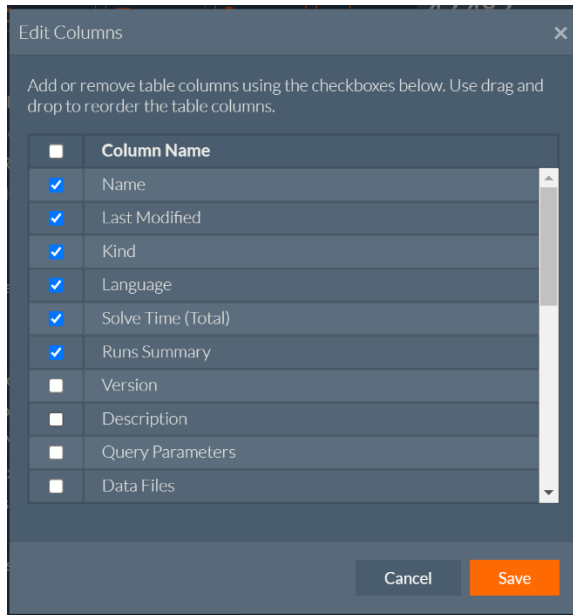 Edit Columns
Add or remove table columns using the checkboxes below. Use drag and
drop to reorder the table columns.
Column Name
Name
Last Modified
Kind
Language
Solve Time (Total)
Runs Summary
Version
Description
Query Parameters
Data Files
Cancel Save